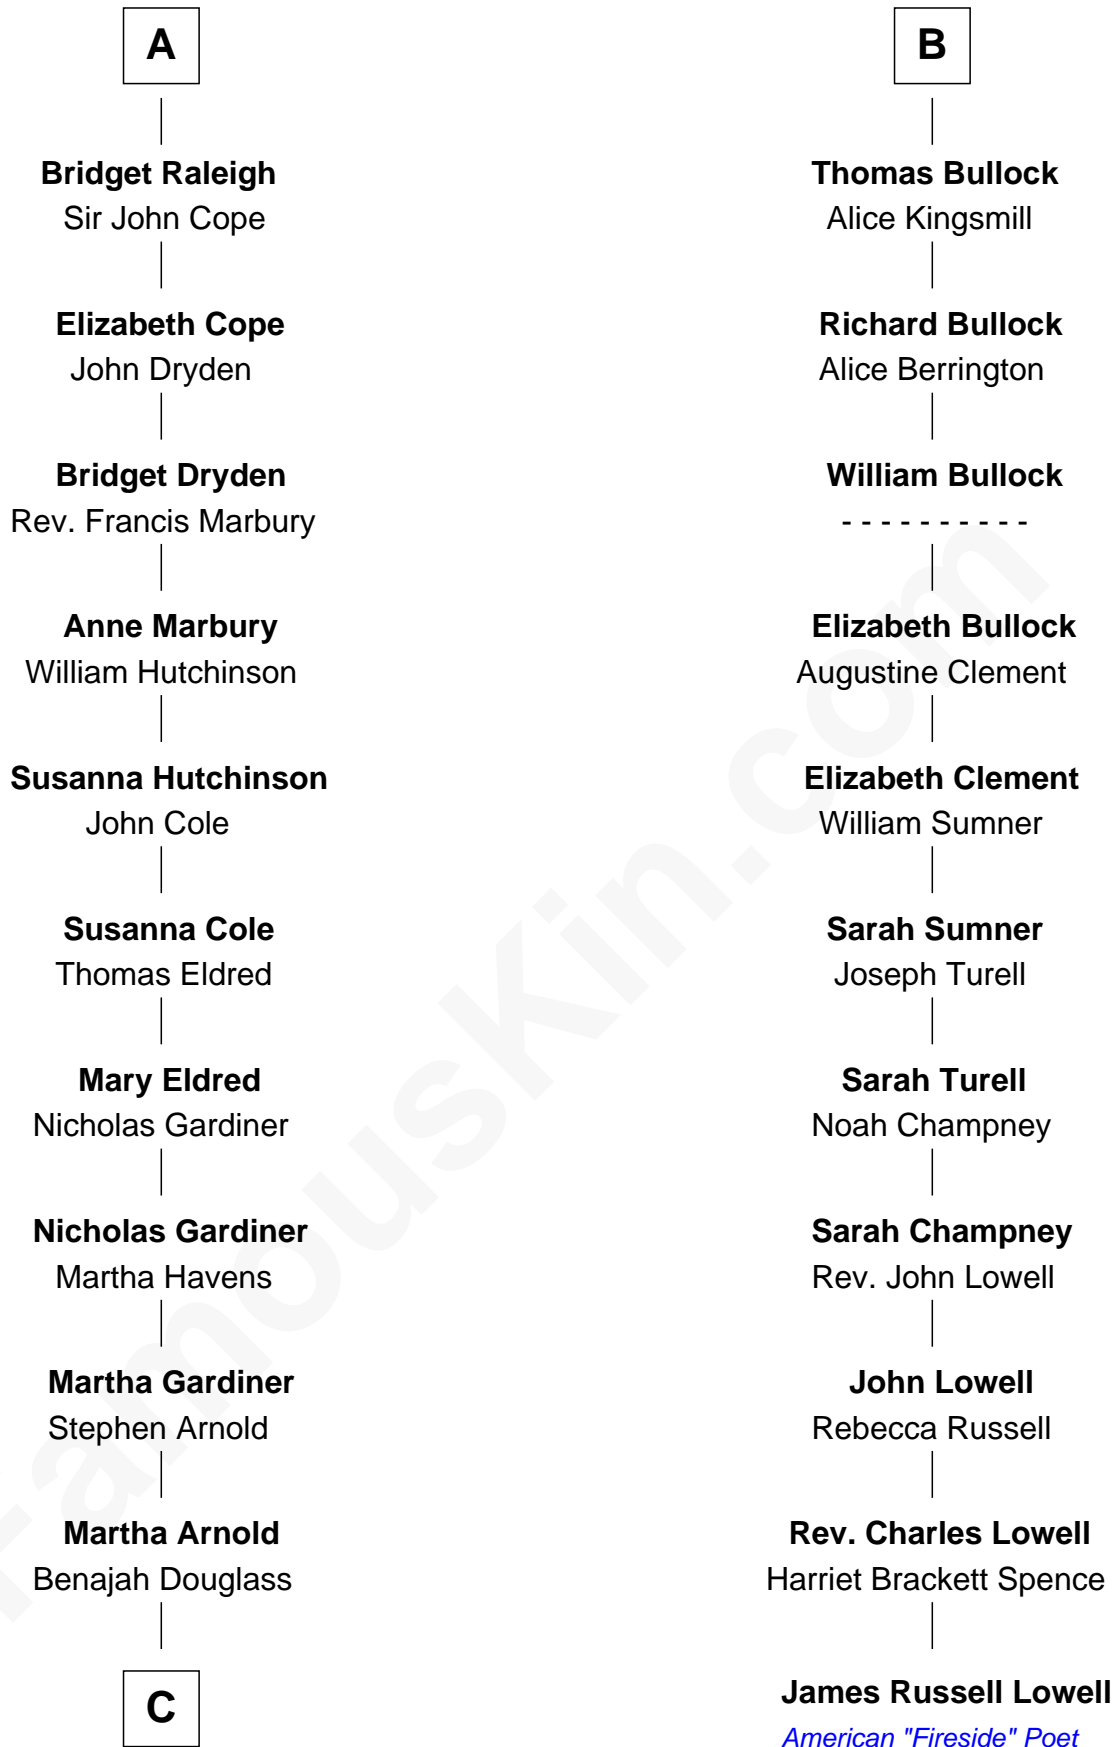 A
Bridget Raleigh
Sir John Cope
Elizabeth Cope
John Dryden
Bridget Dryden
Rev. Francis Marbury
Anne Marbury
William Hutchinson
Susanna Hutchinson
John Cole
Susanna Cole
Thomas Eldred
Mary Eldred
Nicholas Gardiner
Nicholas Gardiner
Martha Havens
Martha Gardiner
Stephen Arnold
Martha Arnold
Benajah Douglass
C
B
Thomas Bullock
Alice Kingsmill
Richard Bullock
Alice Berrington
William Bullock
- - - - - - - - - -
Elizabeth Bullock
Augustine Clement
Elizabeth Clement
William Sumner
Sarah Sumner
Joseph Turell
Sarah Turell
Noah Champney
Sarah Champney
Rev. John Lowell
John Lowell
Rebecca Russell
Rev. Charles Lowell
Harriet Brackett Spence
James Russell Lowell
American "Fireside" Poet
FamousKin.com